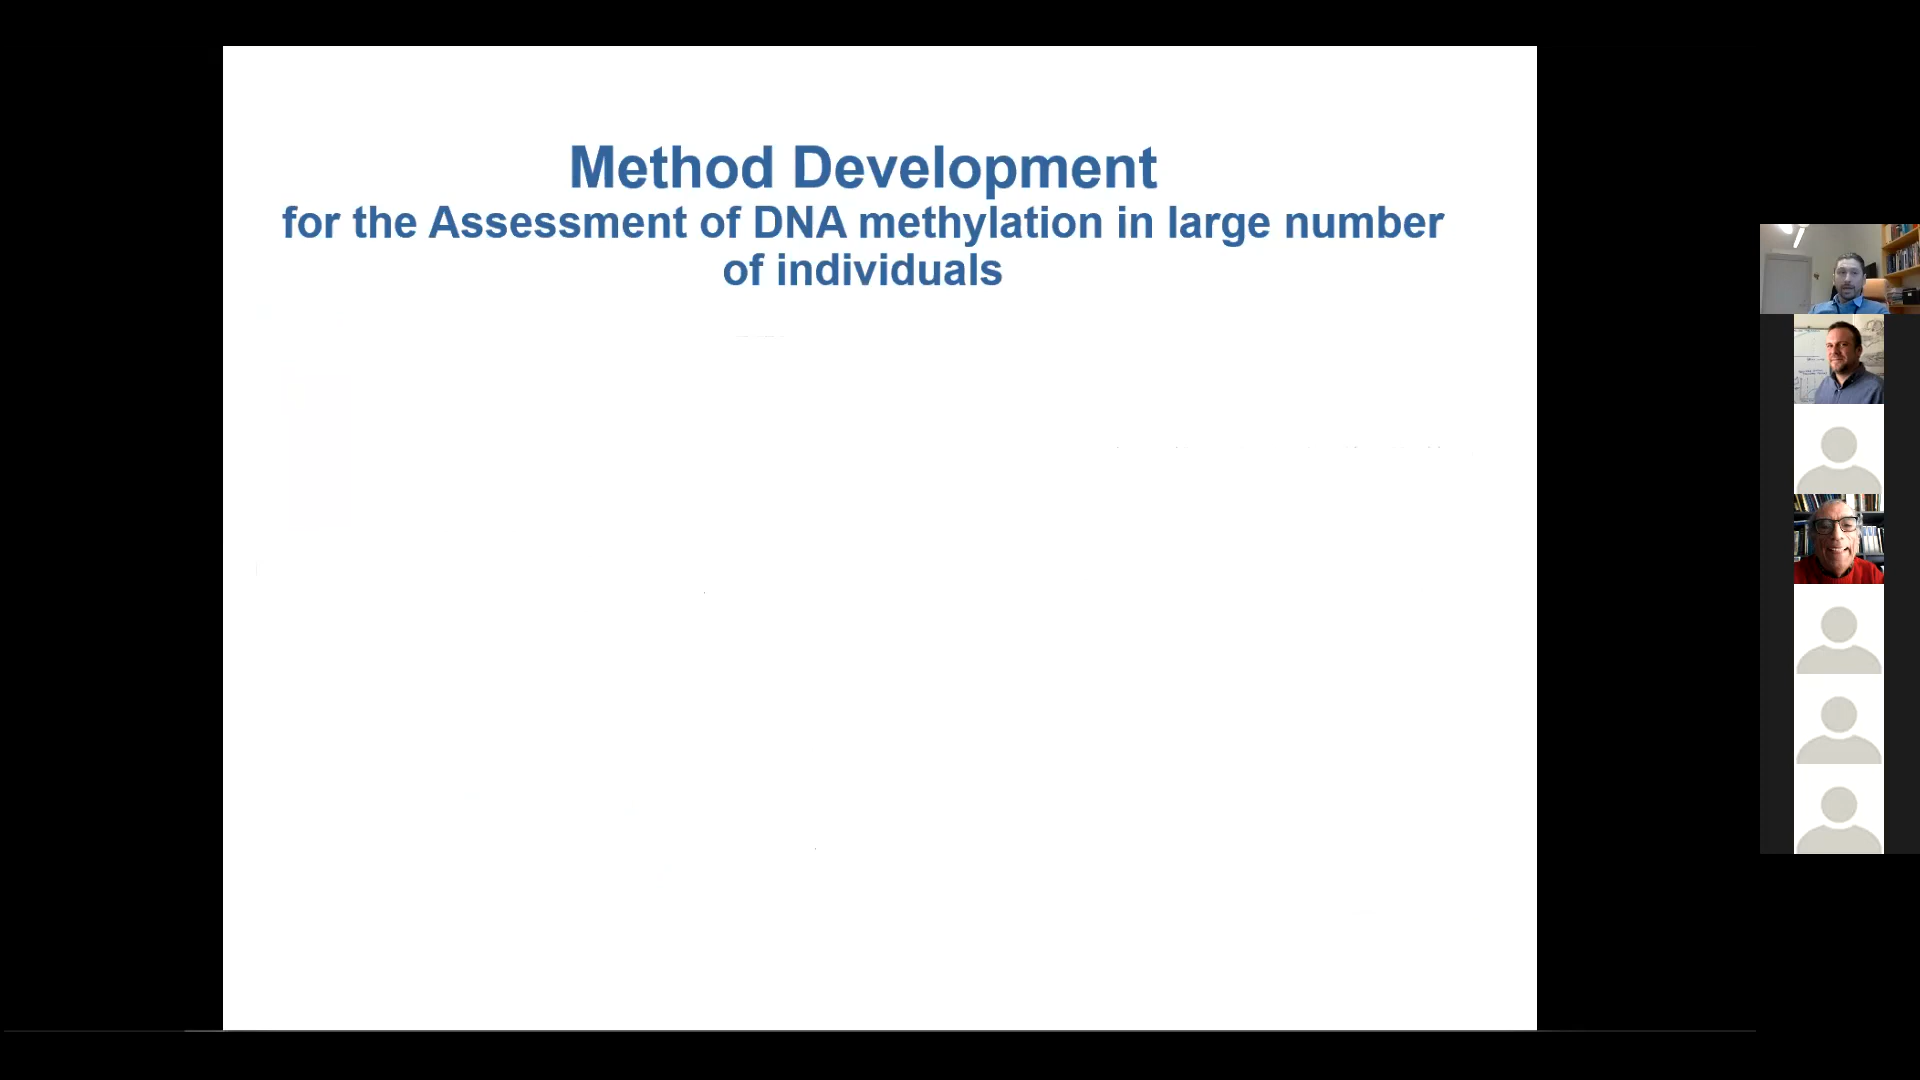 Method Development
for the Assessment of DNA methylation in large number
of individuals